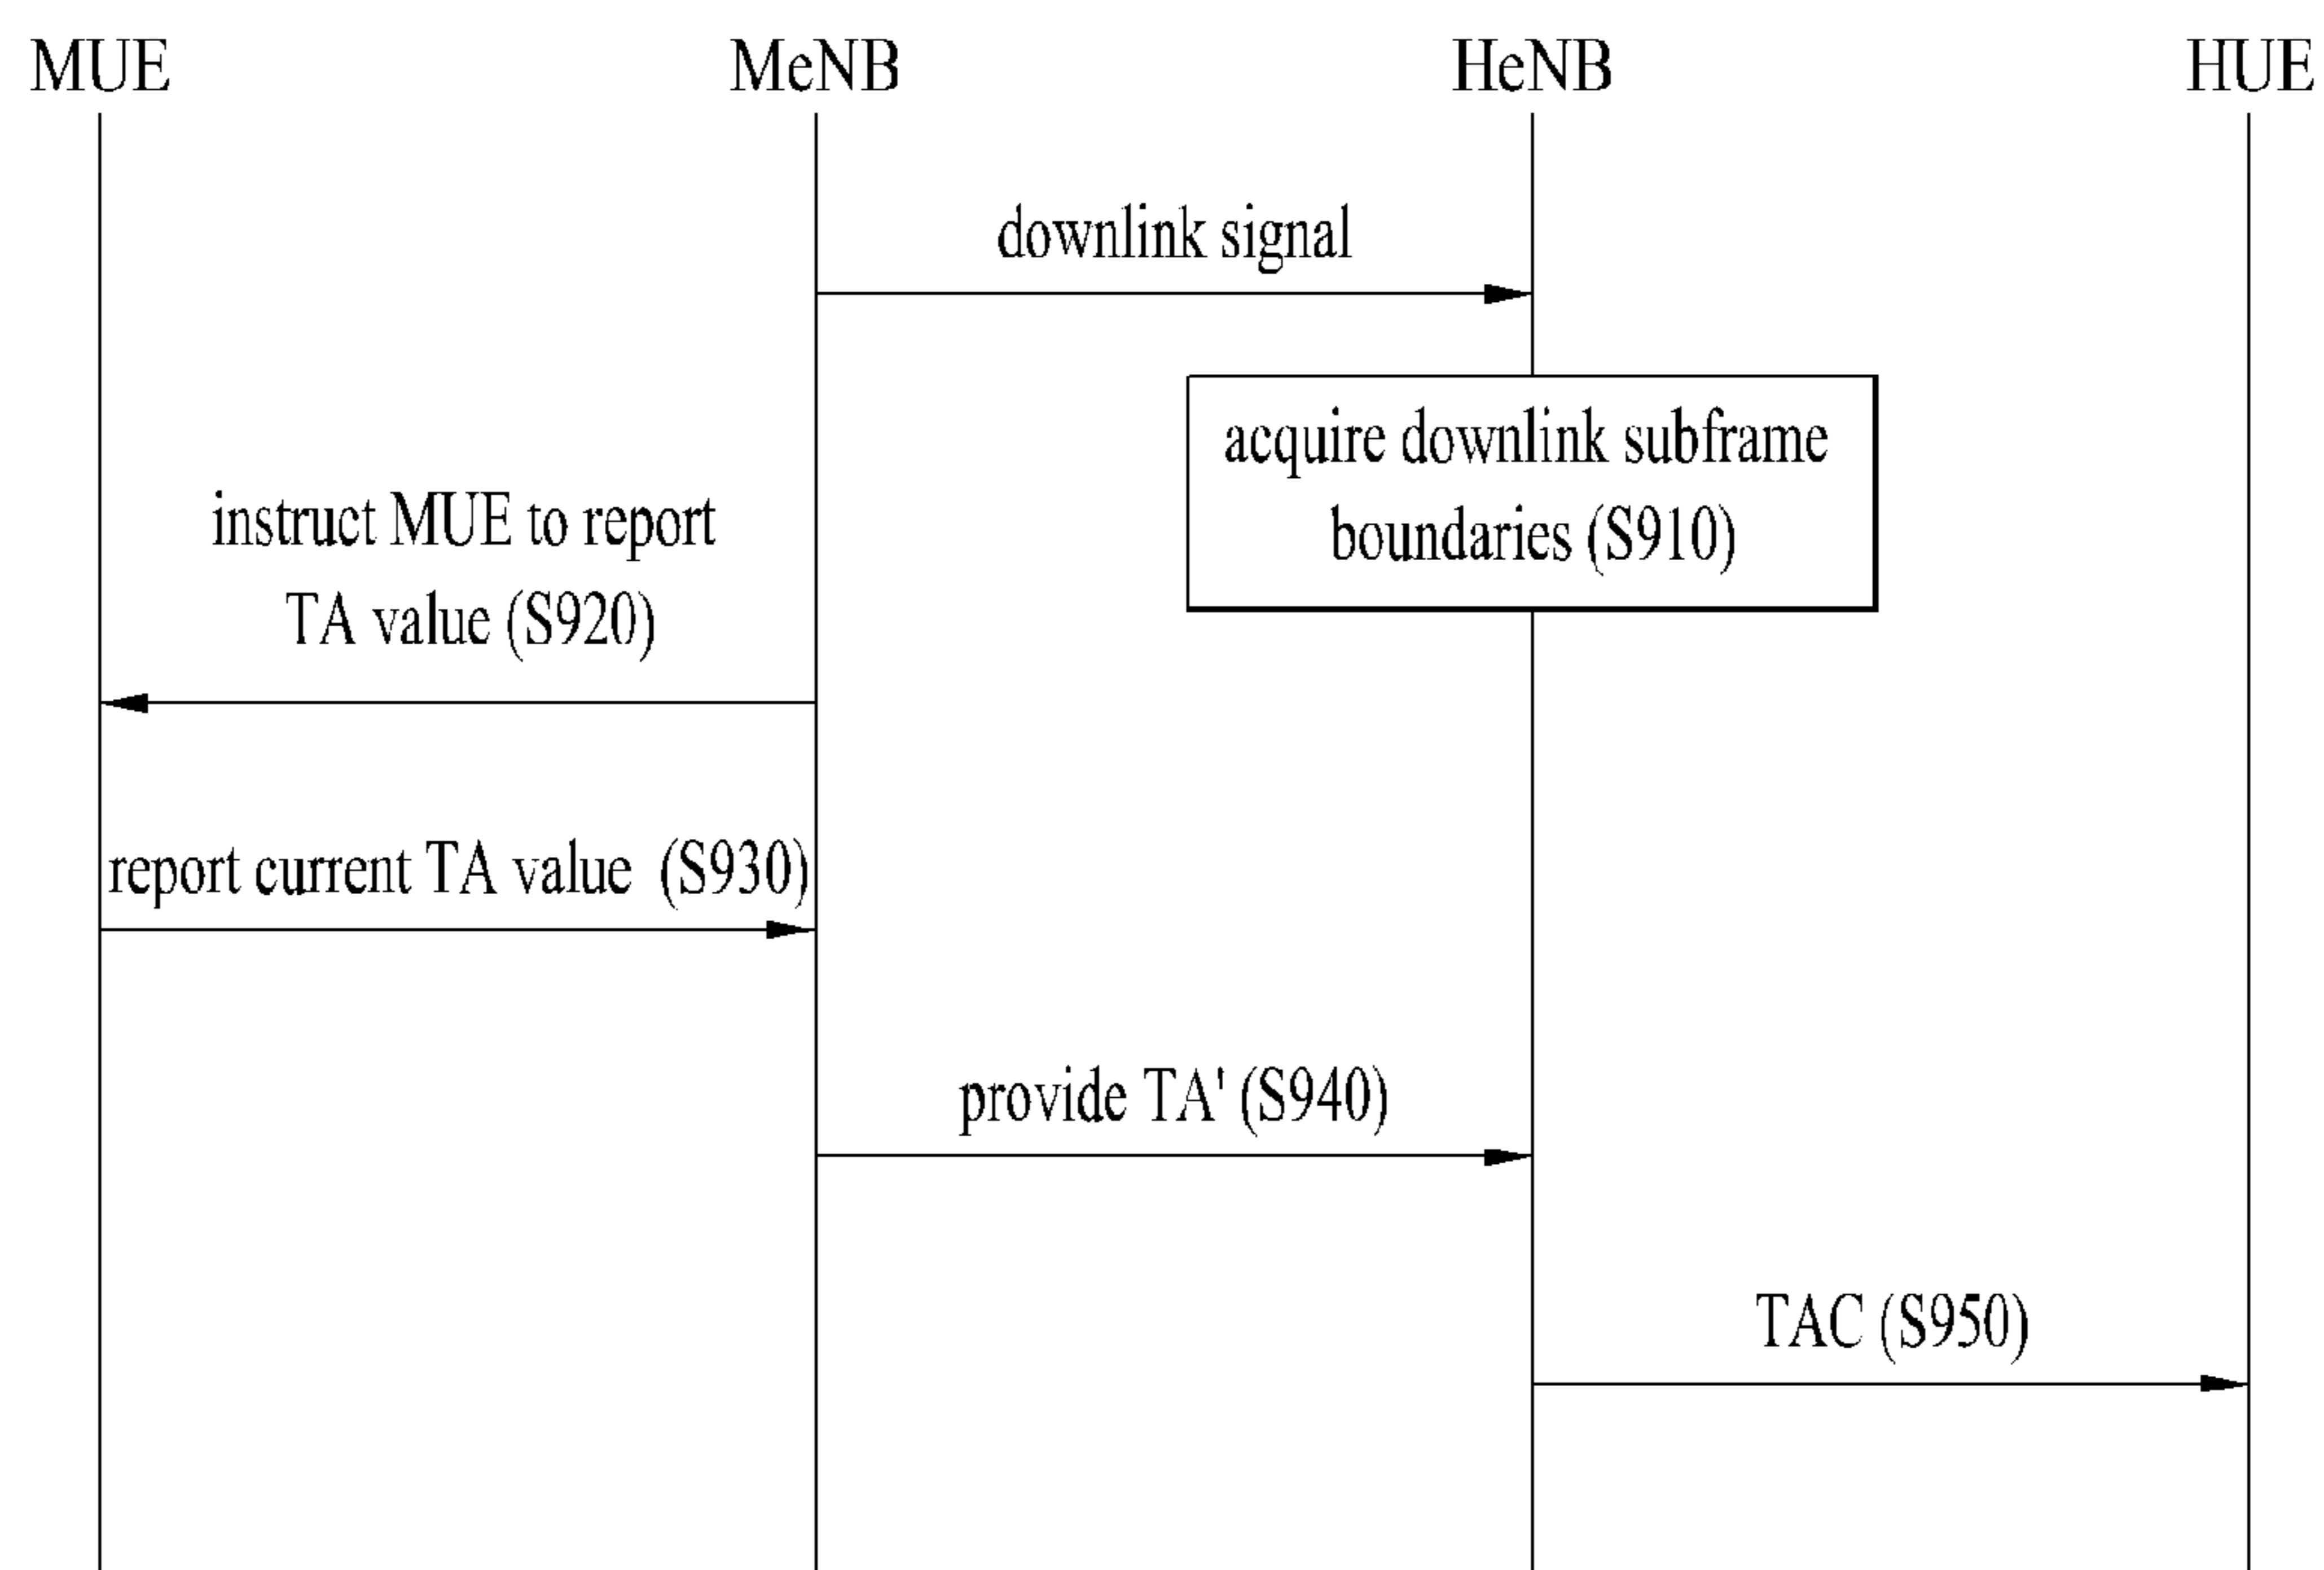 MUE
MeNB
HeNB
HUE
downlink signal
acquire downlink subframe
boundaries (S910)
instruct MUE to report
TA value (S920)
report current TA value (S930)
provide TA' (S940)
TAC (S950)